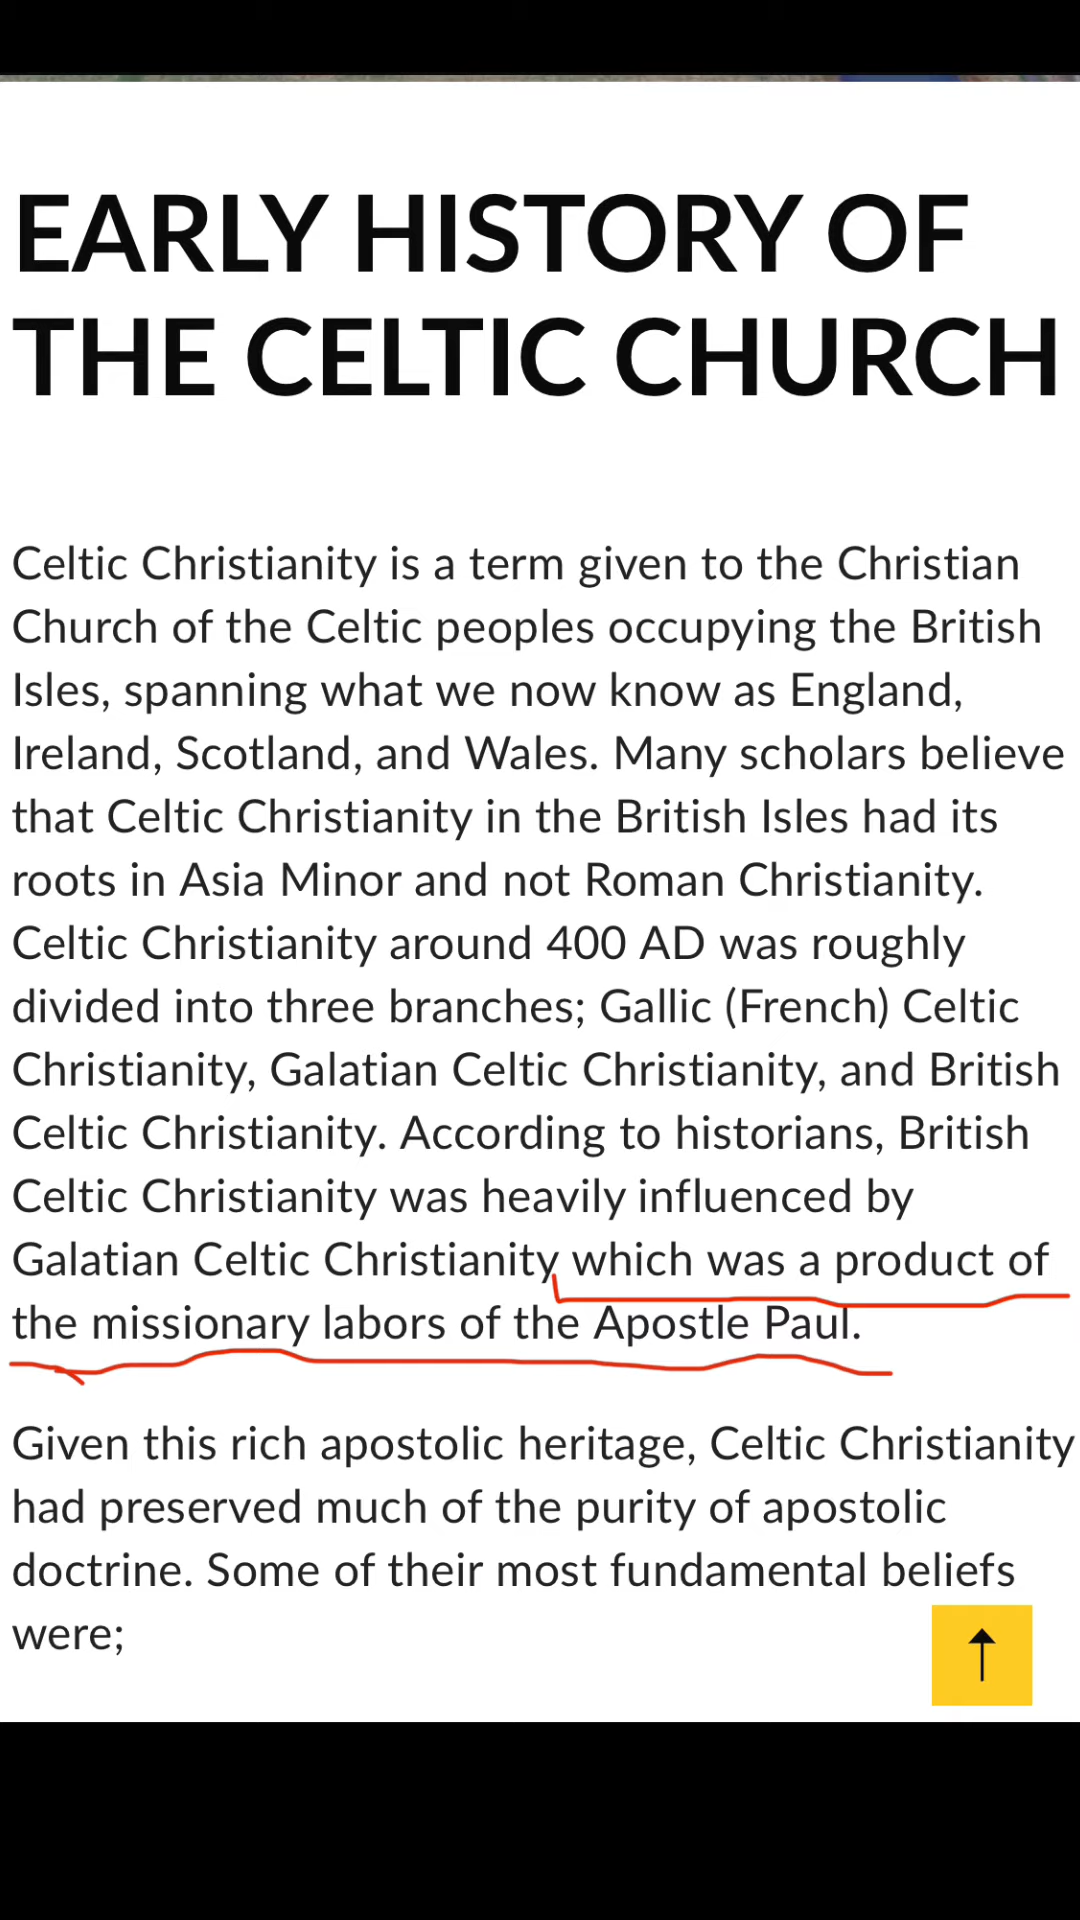 EARLY HISTORY OF
THE CELTIC CHURCH
Celtic Christianity is a term given to the Christian
Church of the Celtic peoples occupying the British
Isles, spanning what we now know as England,
Ireland, Scotland, and Wales. Many scholars believe
that Celtic Christianity in the British Isles had its
roots in Asia Minor and not Roman Christianity.
Celtic Christianity around 400 AD was roughly
divided into three branches; Gallic (French) Celtic
Christianity, Galatian Celtic Christianity, and British
Celtic Christianity. According to historians, British
Celtic Christianity was heavily influenced by
Galatian Celtic Christianity which was a product of
the missionary labors of the Apostle Paul.
Given this rich apostolic heritage, Celtic Christianity
had preserved much of the purity of apostolic
doctrine. Some of their most fundamental beliefs
were;